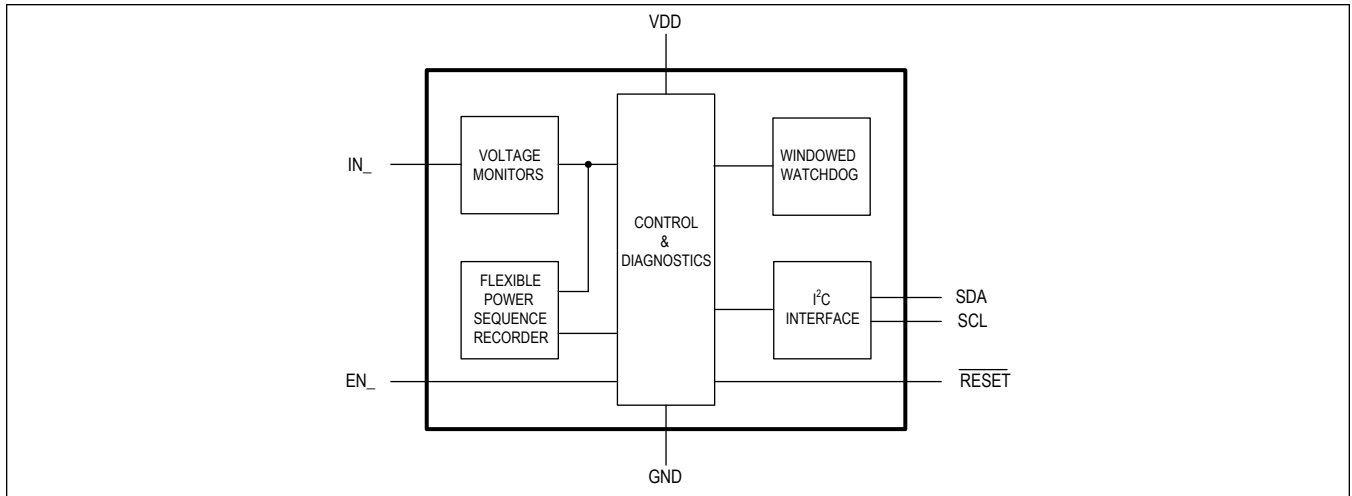 VDD
VOLTAGE
MONITORS
IN_
WINDOWED
WATCHDOG
CONTROL
&
DIAGNOSTICS
FLEXIBLE
POWER
SEQUENCE
RECORDER
I²C
INTERFACE
SDA
SCL
EN_
RESET
GND